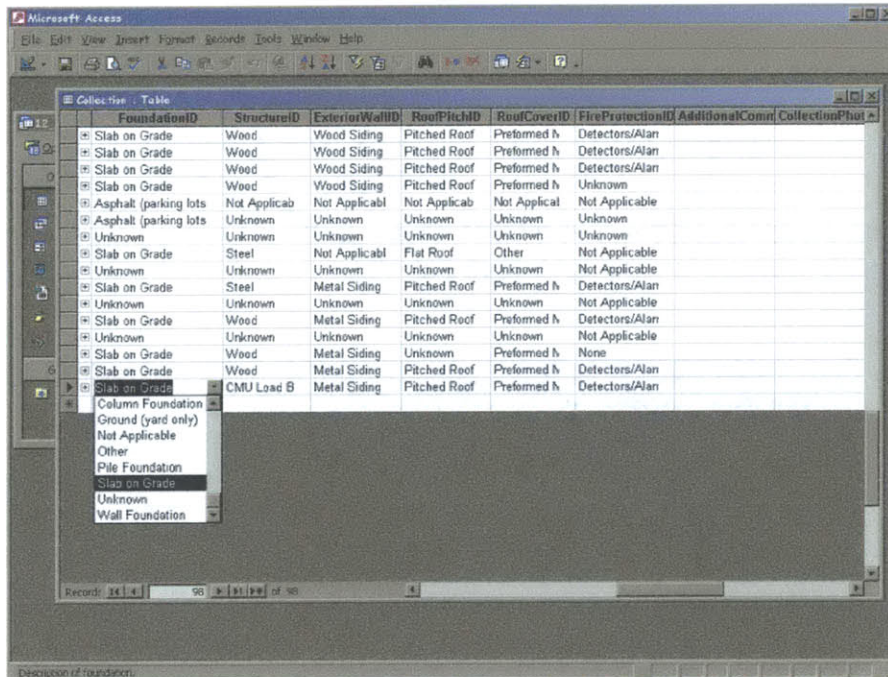 Microsoft Access
File Edit View Insert Format Records Tools Window Help
Collection : Table
FoundationID StructureID ExteriorWallID RoofPitchID RoofCoverID FireProtectionID AdditionalComm CollectionPhot
Slab on Grade Wood Wood Siding Pitched Roof Preformed M Detectors/Alarr
Slab on Grade Wood Wood Siding Pitched Roof Preformed M Detectors/Alarr
Slab on Grade Wood Wood Siding Pitched Roof Preformed M Detectors/Alarr
Slab on Grade Wood Wood Siding Pitched Roof Preformed M Unknown
Asphalt (parking lots Not Applicab Not Applicabl Not Applicab Not Applical Not Applicable
Asphalt (parking lots Unknown Unknown Unknown Unknown Unknown
Unknown Unknown Unknown Unknown Unknown Unknown
Slab on Grade Steel Not Applicabl Flat Roof Other Not Applicable
Unknown Unknown Unknown Unknown Unknown Not Applicable
Slab on Grade Steel Metal Siding Pitched Roof Preformed M Detectors/Alarr
Unknown Unknown Unknown Unknown Unknown Not Applicable
Slab on Grade Wood Metal Siding Pitched Roof Preformed M Detectors/Alarr
Unknown Unknown Unknown Unknown Unknown Not Applicable
Slab on Grade Wood Metal Siding Unknown Preformed M None
Slab on Grade Wood Metal Siding Pitched Roof Preformed M Detectors/Alarr
Slab on Grade CMU Load B Metal Siding Pitched Roof Preformed M Detectors/Alarr
Column Foundation
Ground (yard only)
Not Applicable
Other
Pile Foundation
Slab on Grade
Unknown
Wall Foundation
Record: 98 of 98
Description of foundation.